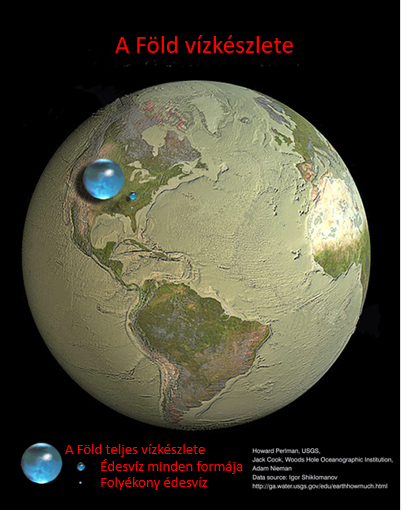 A Föld vízkészlete
A Föld teljes vízkészlete
Édesvíz minden formája
Folyékony édesvíz
Howard Perlman, USGS,
Jack Cook, Woods Hole Oceanographic Institution,
Adam Nieman
Data source: Igor Shiklomanov
http://ga.water.usgs.gov/edu/earthhowmuch.html